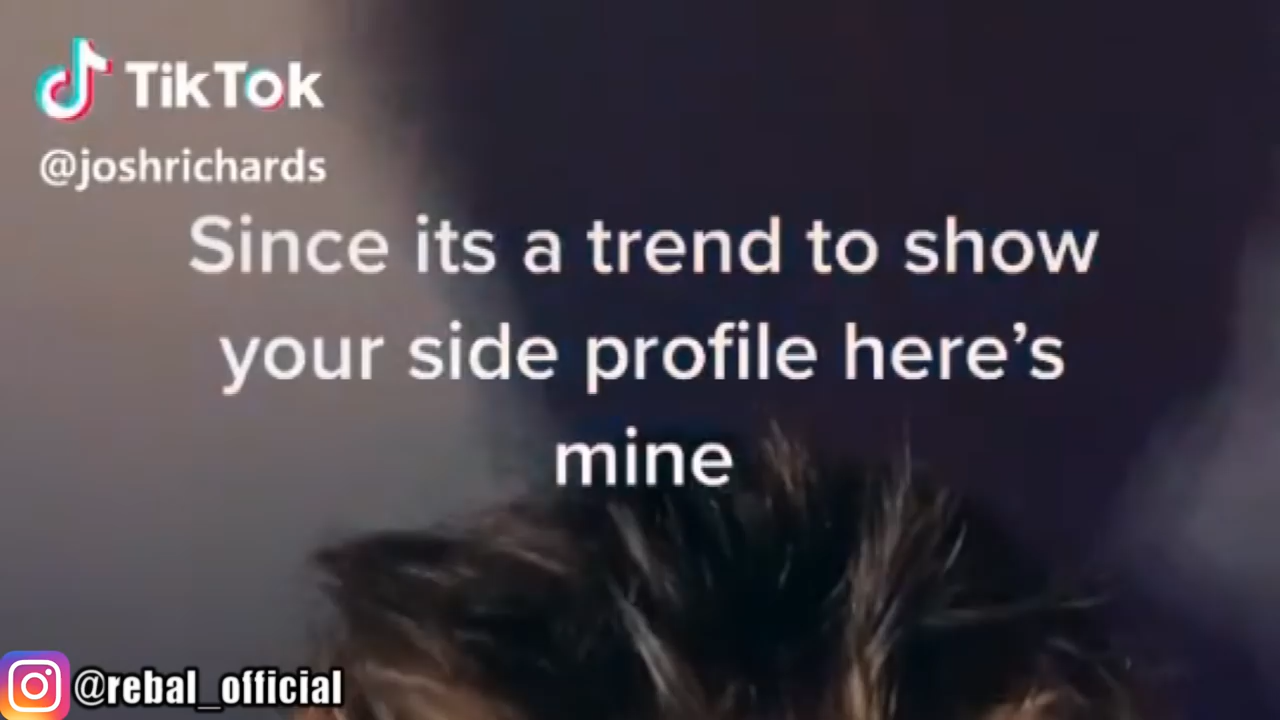 TikTok
@joshrichards
Since its a trend to show
your side profile here’s
mine
@rebal_official